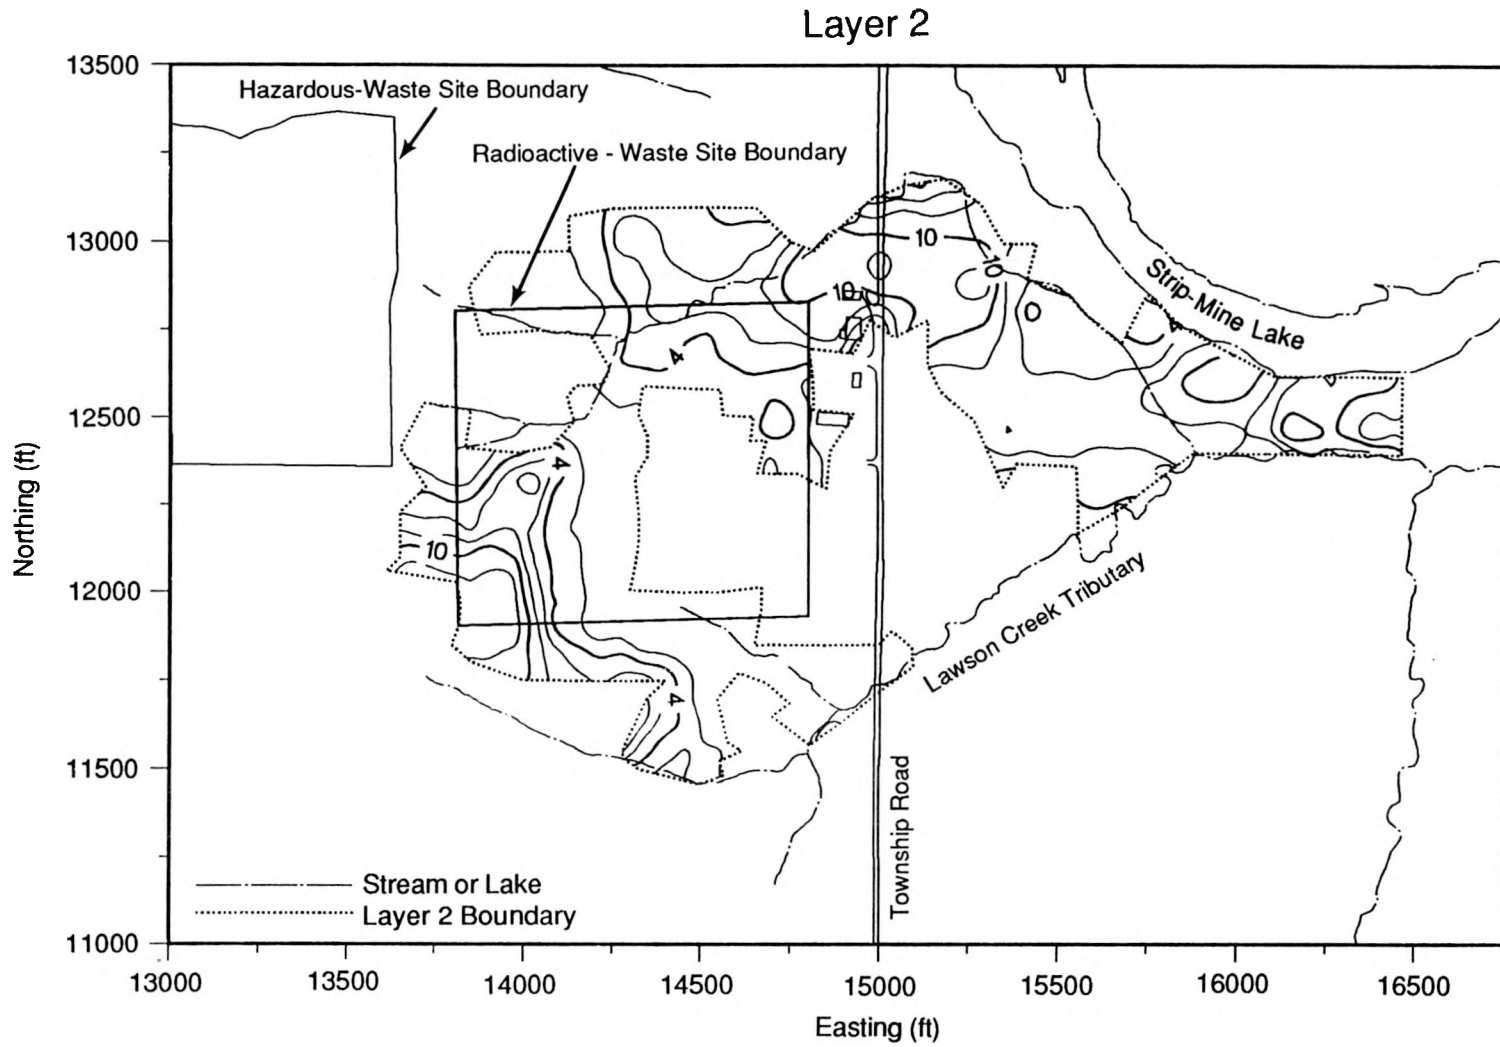 Layer 2
13500
Hazardous-Waste Site Boundary
Radioactive - Waste Site Boundary
13000
10
10
10
Strip-Mine Lake
4
12500
4
Northing (ft)
10
12000
Lawson Creek Tributary
4
11500
Township Road
Stream or Lake
Layer 2 Boundary
11000
13000 13500 14000 14500 15000 15500 16000 16500
Easting (ft)